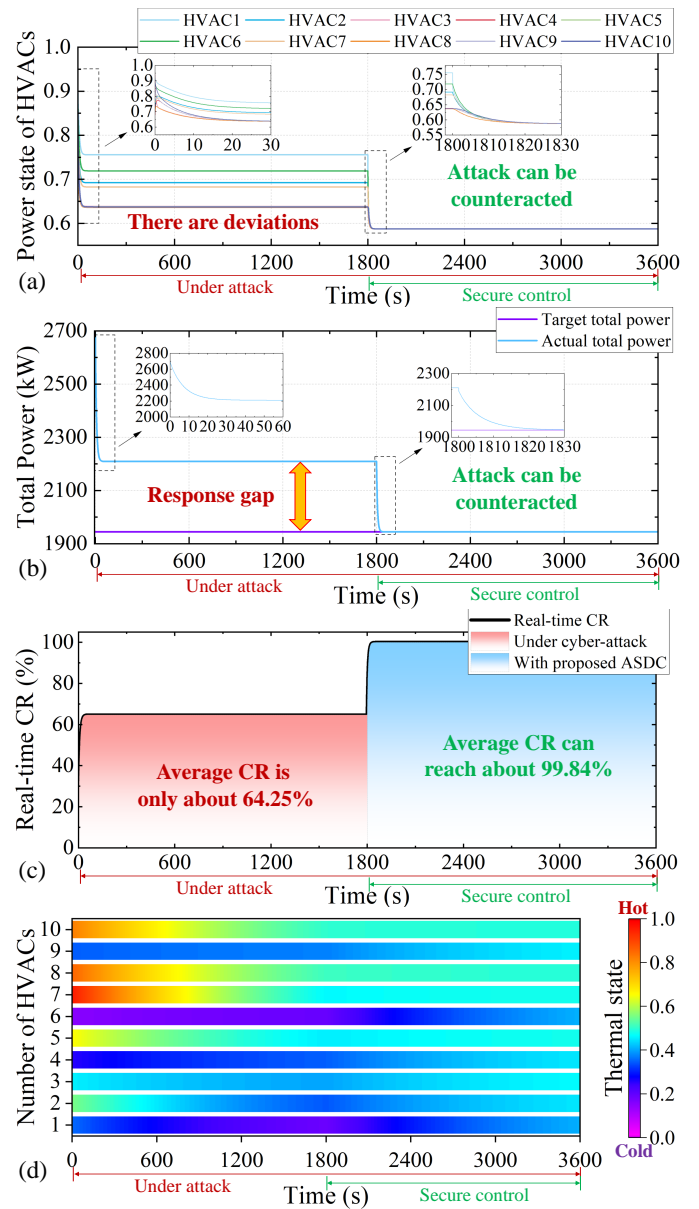 HVAC1 HVAC2 HVAC3 HVAC4 HVAC5
HVAC6 HVAC7 HVAC8 HVAC9 HVAC10
Power state of HVACs
1.0
0.9
0.8
0.7
0.6
1.0
0.9
0.8
0.7
0.6
0 10 20 30
0.75
0.70
0.65
0.60
0.55
1800 1810 1820 1830
There are deviations
Attack can be
counteracted
0 600 1200 1800 2400 3000 3600
(a)
Under attack
Time (s)
Secure control
Target total power
Actual total power
Total Power (kW)
2700
2500
2300
2100
1900
2800
2600
2400
2200
2000
0 10 20 30 40 50 60
2300
2100
1900
1800 1810 1820 1830
Response gap
Attack can be
counteracted
0 600 1200 1800 2400 3000 3600
(b)
Under attack
Time (s)
Secure control
Real-time CR
Under cyber-attack
With proposed ASDC
Real-time CR (%)
100
80
60
40
20
0
Average CR is
only about 64.25%
Average CR can
reach about 99.84%
0 600 1200 1800 2400 3000 3600
(c)
Under attack
Time (s)
Secure control
Number of HVACs
10
9
8
7
6
5
4
3
2
1
0 600 1200 1800 2400 3000 3600
(d)
Under attack
Time (s)
Secure control
Hot
1.0
0.8
0.6
0.4
0.2
0.0
Cold
Thermal state